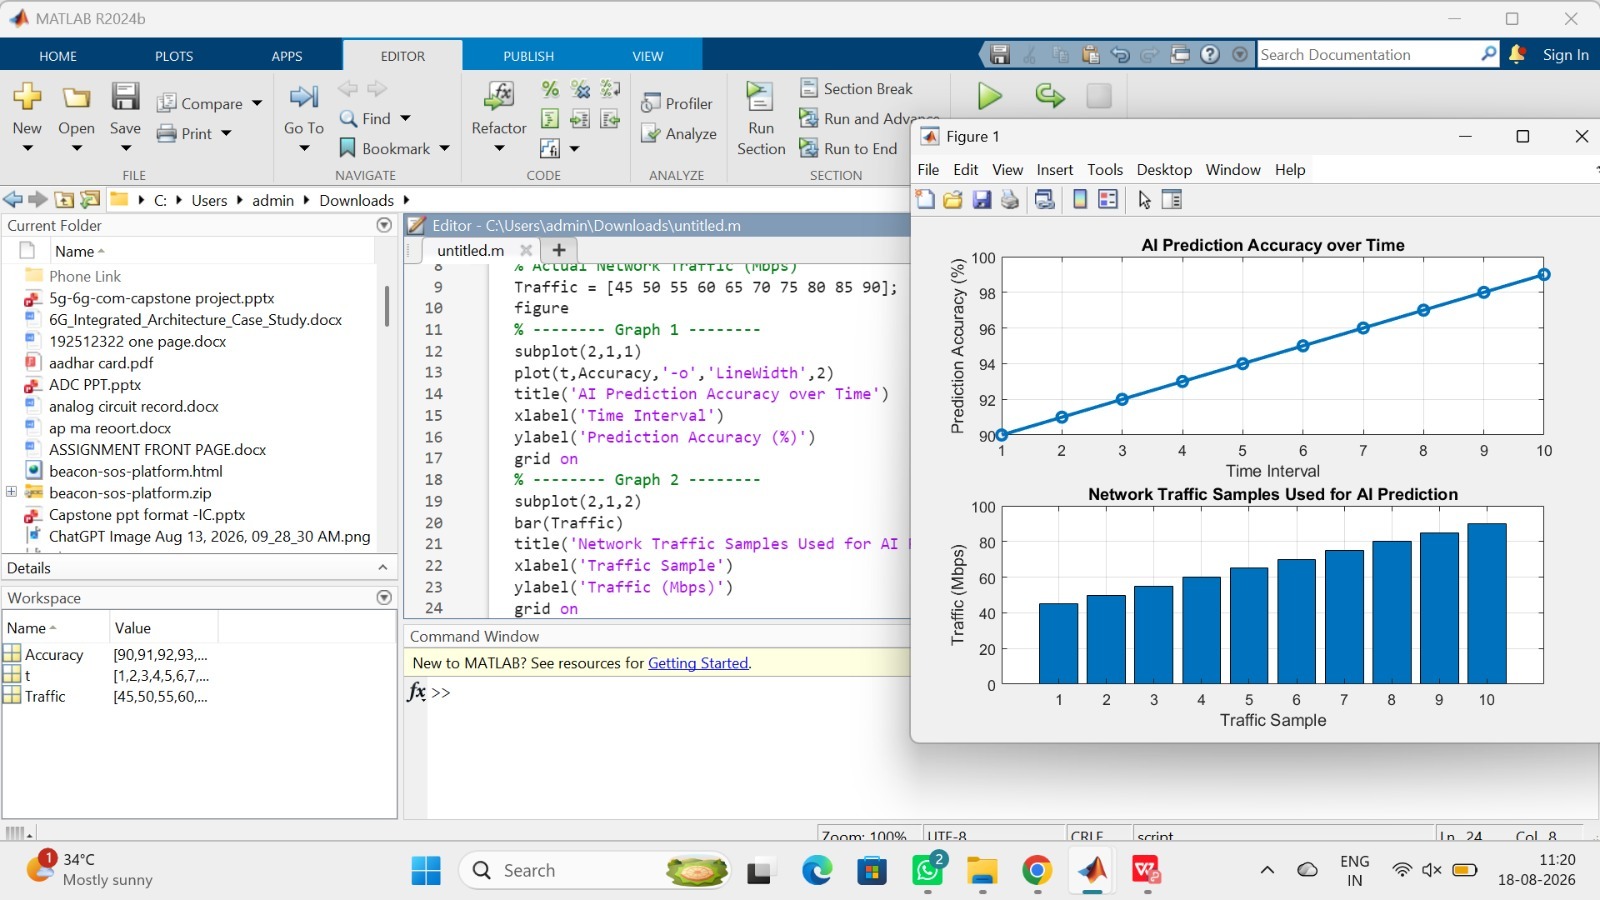 MATLAB R2024b
HOME PLOTS APPS EDITOR PUBLISH VIEW
Search Documentation
Sign In
New Open Save
Compare
Print
FILE
Go To
Find
Bookmark
NAVIGATE
Refactor
CODE
Profiler
Analyze
ANALYZE
Run Section
Section Break
Run and Advance
Run to End
SECTION
C: Users admin Downloads
Current Folder
Name
Phone Link
5g-6g-com-capstone project.pptx
6G_Integrated_Architecture_Case_Study.docx
192512322 one page.docx
aadhar card.pdf
ADC PPT.pptx
analog circuit record.docx
ap ma reoort.docx
ASSIGNMENT FRONT PAGE.docx
beacon-sos-platform.html
beacon-sos-platform.zip
Capstone ppt format -IC.pptx
ChatGPT Image Aug 13, 2026, 09_28_30 AM.png
Details
Workspace
Name Value
Accuracy [90,91,92,93,...
t [1,2,3,4,5,6,7,...
Traffic [45,50,55,60,...
Editor - C:\Users\admin\Downloads\untitled.m
untitled.m
8 % Actual Network Traffic (Mbps)
9 Traffic = [45 50 55 60 65 70 75 80 85 90];
10 figure
11 % -------- Graph 1 --------
12 subplot(2,1,1)
13 plot(t,Accuracy,'-o','LineWidth',2)
14 title('AI Prediction Accuracy over Time')
15 xlabel('Time Interval')
16 ylabel('Prediction Accuracy (%)')
17 grid on
18 % -------- Graph 2 --------
19 subplot(2,1,2)
20 bar(Traffic)
21 title('Network Traffic Samples Used for AI
22 xlabel('Traffic Sample')
23 ylabel('Traffic (Mbps)')
24 grid on
Command Window
New to MATLAB? See resources for Getting Started.
fx >>
Figure 1
File Edit View Insert Tools Desktop Window Help
AI Prediction Accuracy over Time
Prediction Accuracy (%)
100
98
96
94
92
90
1 2 3 4 5 6 7 8 9 10
Time Interval
Network Traffic Samples Used for AI Prediction
Traffic (Mbps)
100
80
60
40
20
0
1 2 3 4 5 6 7 8 9 10
Traffic Sample
Zoom: 100% UTF-8 CRLF script Ln 24 Col 8
1
34°C
Mostly sunny
Search
2
ENG
IN
11:20
18-08-2026